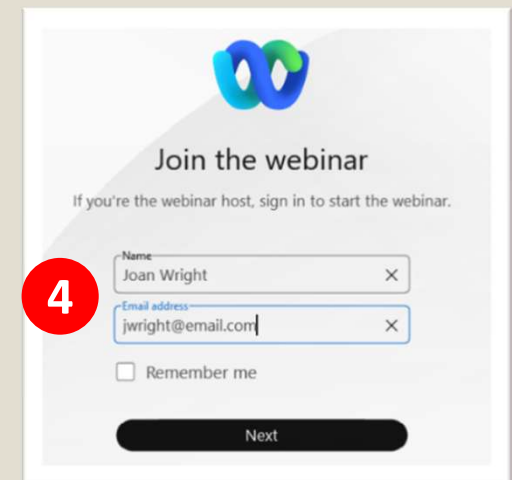 Join the webinar
If you're the webinar host, sign in to start the webinar.
4
Name
Joan Wright
Email address
jwright@email.com
Remember me
Next